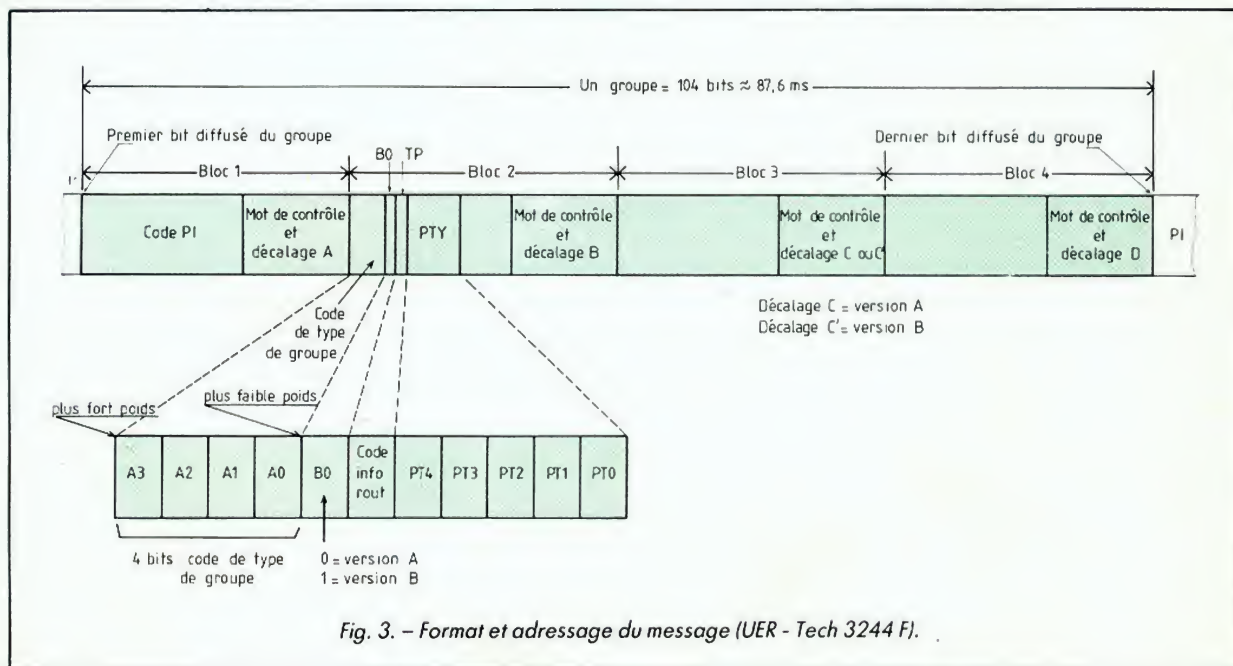 Un groupe = 104 bits ≈ 87,6 ms
Premier bit diffusé du groupe
B0
TP
Dernier bit diffusé du groupe
Bloc 1
Bloc 2
Bloc 3
Bloc 4
Code PI
Mot de contrôle
et
décalage A
PTY
Mot de contrôle
et
décalage B
Mot de contrôle
et
décalage C ou C'
Mot de contrôle
et
décalage D
PI
Code
de type
de groupe
Décalage C = version A
Décalage C' = version B
plus fort poids
plus faible poids
A3
A2
A1
A0
B0
Code
info
rout
PT4
PT3
PT2
PT1
PT0
4 bits code de type
de groupe
0 = version A
1 = version B
Fig. 3. – Format et adressage du message (UER - Tech 3244 F).